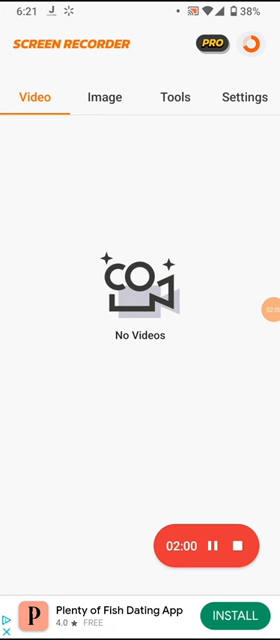 6:21 J 38%
SCREEN RECORDER PRO
Video Image Tools Settings
No Videos
02:00
Plenty of Fish Dating App
4.0 ★ FREE
INSTALL
P